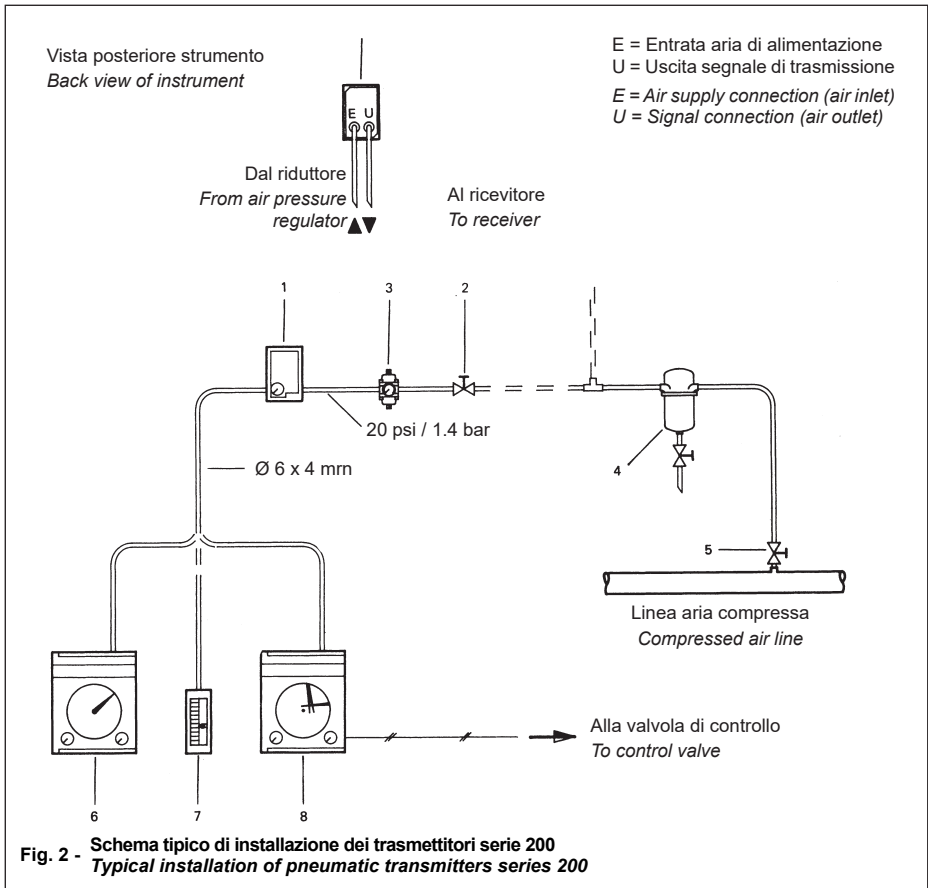 Vista posteriore strumento
Back view of instrument
E = Entrata aria di alimentazione
U = Uscita segnale di trasmissione
E = Air supply connection (air inlet)
U = Signal connection (air outlet)
E U
Dal riduttore
From air pressure
regulator
Al ricevitore
To receiver
1
3
2
20 psi / 1.4 bar
4
Ø 6 x 4 mrn
5
Linea aria compressa
Compressed air line
Alla valvola di controllo
To control valve
6
7
8
Fig. 2 - Schema tipico di installazione dei trasmettitori serie 200
Typical installation of pneumatic transmitters series 200